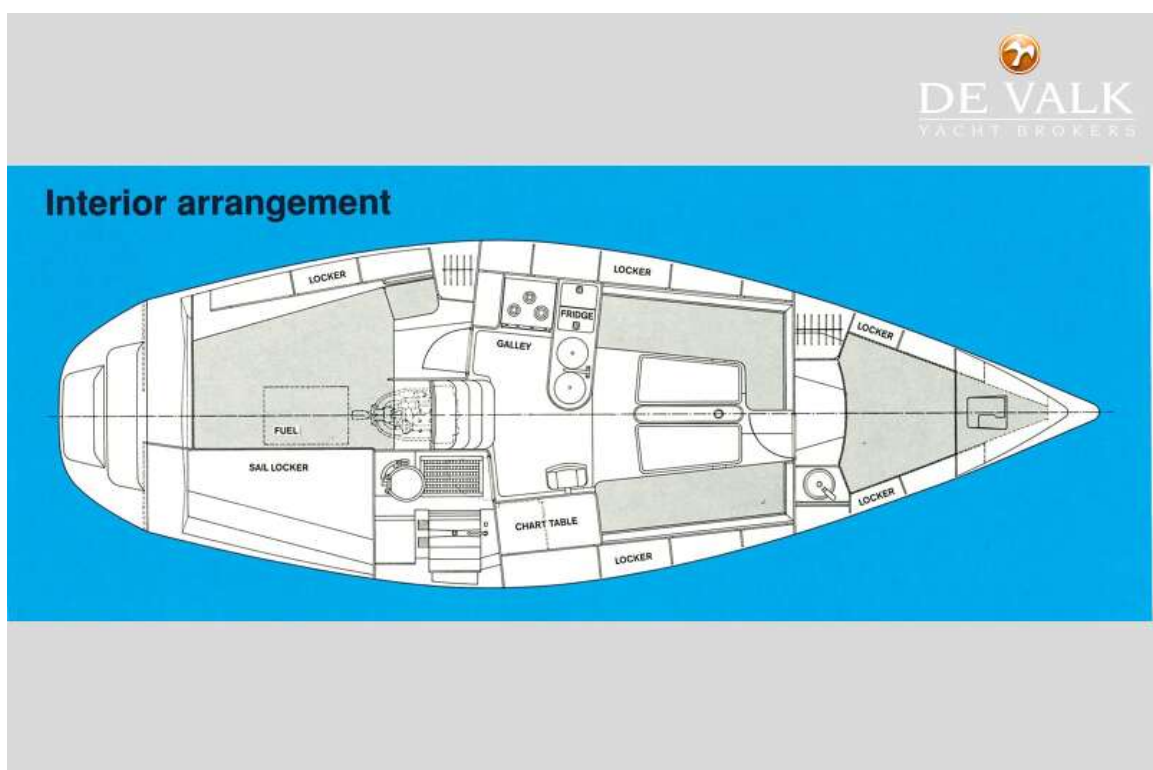 DE VALK
YACHT BROKERS
Interior arrangement
LOCKER
LOCKER
FRIDGE
LOCKER
GALLEY
FUEL
SAIL LOCKER
LOCKER
CHART TABLE
LOCKER